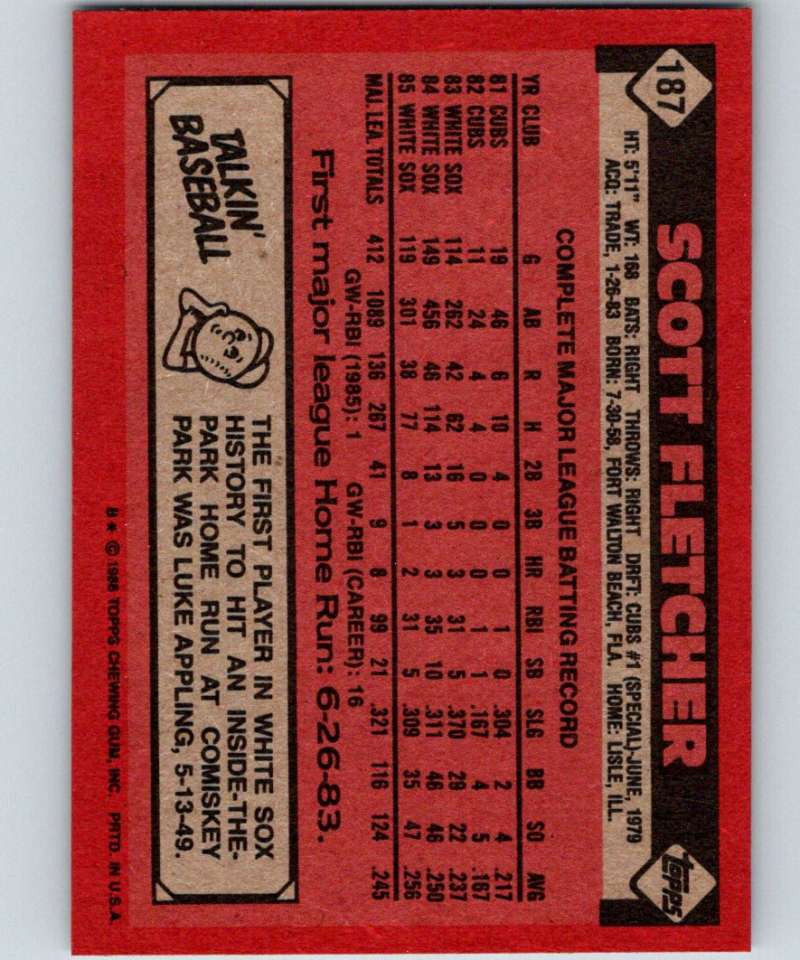 187
SCOTT FLETCHER
topps
HT: 5'11" WT: 168 BATS: RIGHT THROWS: RIGHT DRFT: CUBS #1 (SPECIAL)-JUNE, 1979
ACQ: TRADE, 1-26-83 BORN: 7-30-58, FORT WALTON BEACH, FLA. HOME: LISLE, ILL.
COMPLETE MAJOR LEAGUE BATTING RECORD
YR CLUB G AB R H 2B 3B HR RBI SB SLG BB SO AVG
81 CUBS 19 46 6 10 4 0 0 1 0 .304 2 4 .217
82 CUBS 11 24 4 4 0 0 0 1 1 .167 4 5 .167
83 WHITE SOX 114 262 42 62 16 5 3 31 5 .370 29 22 .237
84 WHITE SOX 149 456 46 114 13 3 3 35 10 .311 46 46 .250
85 WHITE SOX 119 301 38 77 8 1 2 31 5 .309 35 47 .256
MAJ. LEA. TOTALS 412 1089 136 267 41 9 8 99 21 .321 116 124 .245
GW-RBI (1985): 1 GW-RBI (CAREER): 16
First major league Home Run: 6-26-83.
TALKIN'
BASEBALL
THE FIRST PLAYER IN WHITE SOX
HISTORY TO HIT AN INSIDE-THE-
PARK HOME RUN AT COMISKEY
PARK WAS LUKE APPLING, 5-13-49.
B* © 1986 TOPPS CHEWING GUM, INC. PRTD. IN U.S.A.